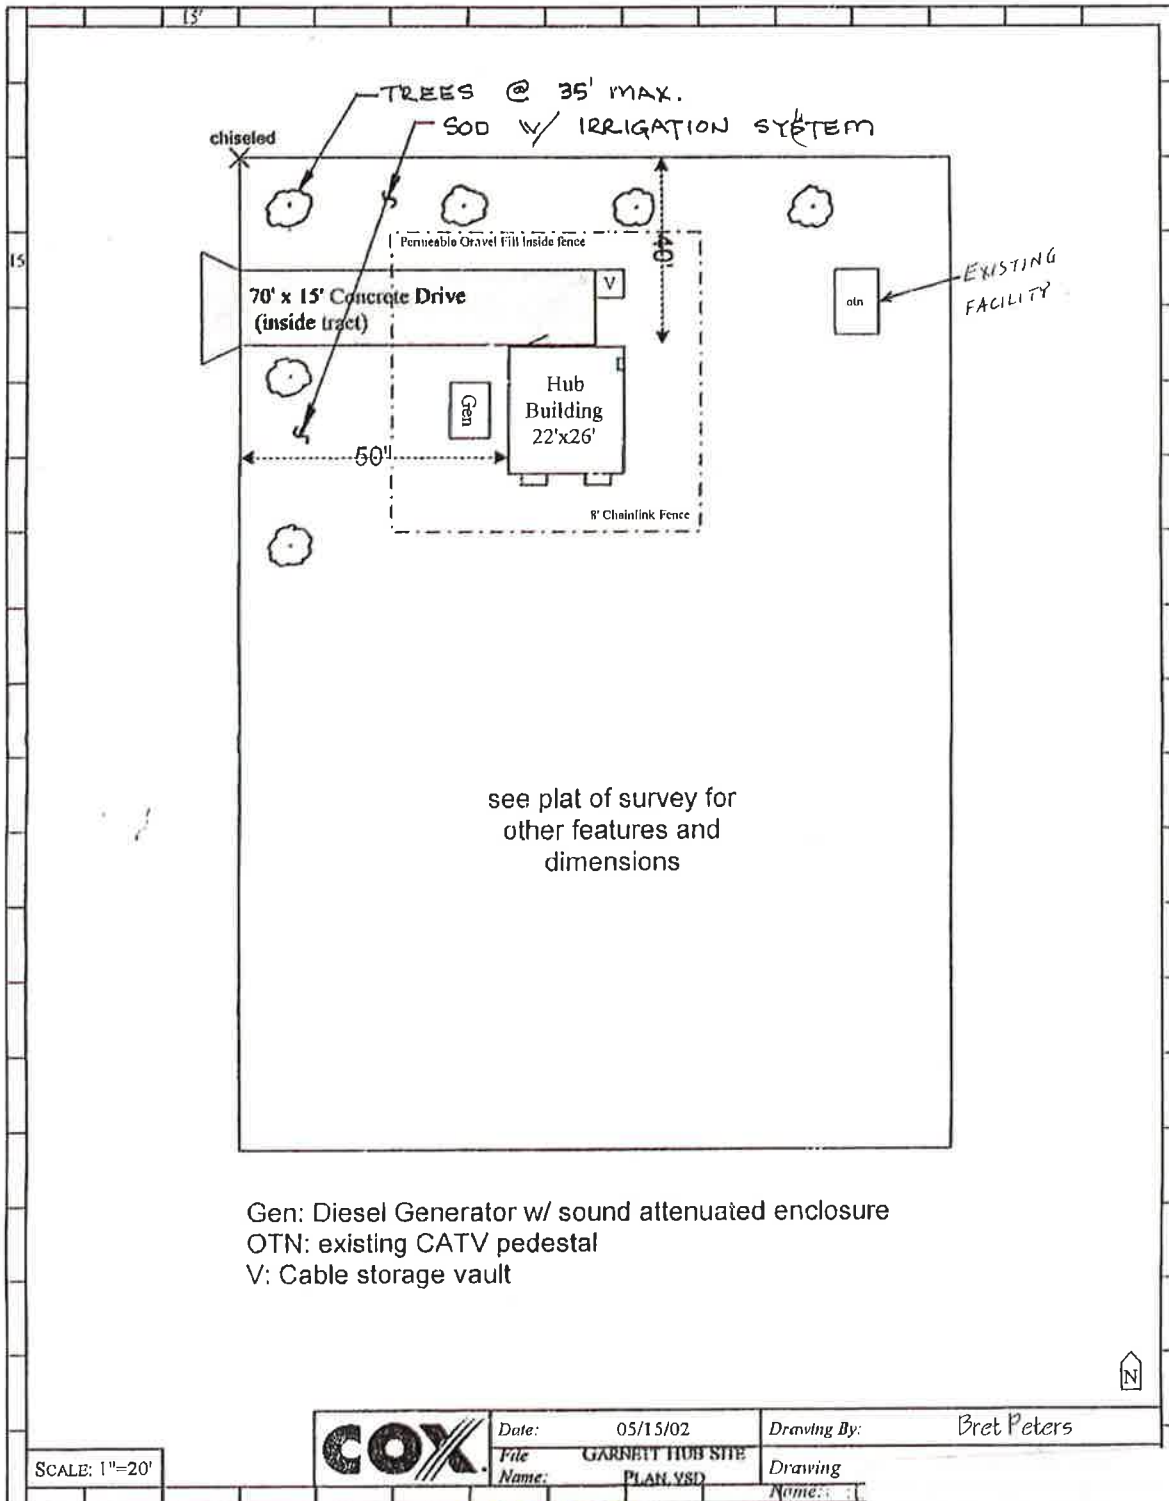 15'
TREES @ 35' MAX.
SOD W/ IRRIGATION SYSTEM
chiseled
Permeable Gravel Fill Inside fence
40'
15
70' x 15' Concrete Drive
(inside tract)
V
otn
EXISTING
FACILITY
Gen
Hub
Building
22'x26'
50'
8' Chainlink Fence
see plat of survey for
other features and
dimensions
Gen: Diesel Generator w/ sound attenuated enclosure
OTN: existing CATV pedestal
V: Cable storage vault
N
SCALE: 1"=20'
COX
Date: 05/15/02
Drawing By: Bret Peters
File Name: GARNETT HUB SITE PLAN.VSD
Drawing Name: